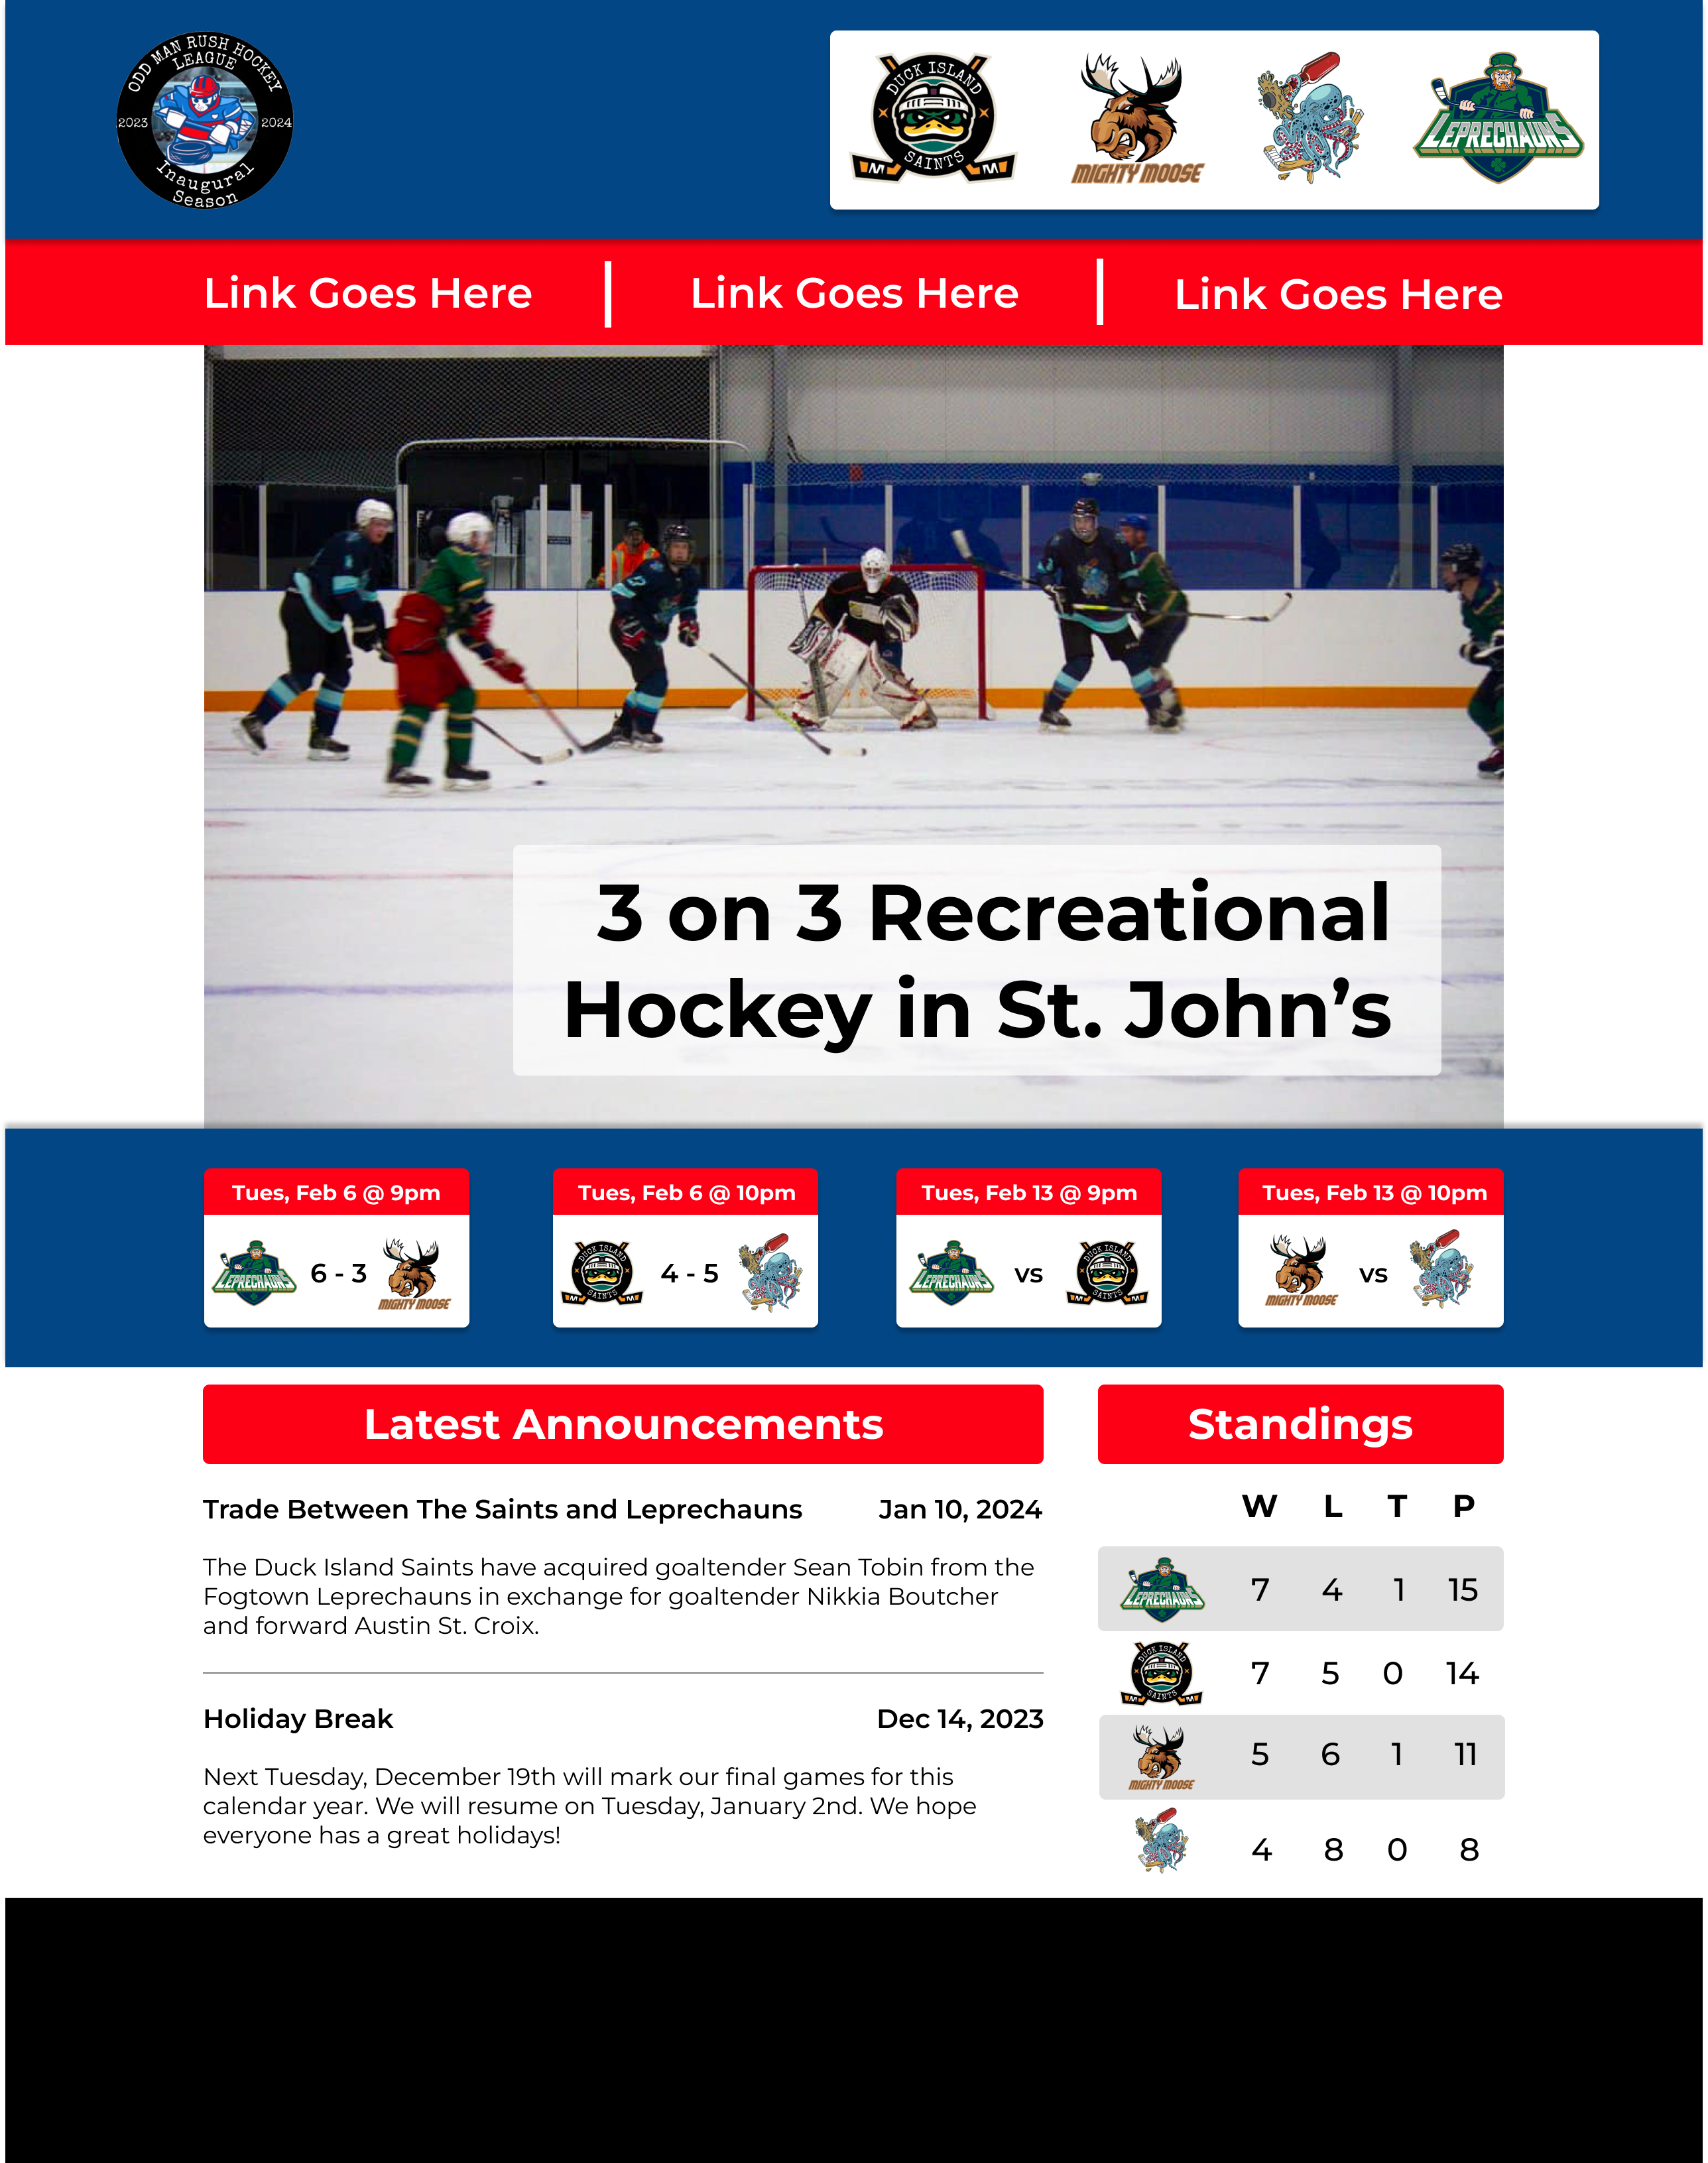 ODD MAN RUSH HOCKEY
LEAGUE
2023
2024
Inaugural
Season
DUCK ISLAND
SAINTS
MIGHTY MOOSE
LEPRECHAUNS
Link Goes Here
Link Goes Here
Link Goes Here
3 on 3 Recreational
Hockey in St. John’s
Tues, Feb 6 @ 9pm
LEPRECHAUNS
6 - 3
MIGHTY MOOSE
Tues, Feb 6 @ 10pm
DUCK ISLAND
SAINTS
4 - 5
Tues, Feb 13 @ 9pm
LEPRECHAUNS
vs
DUCK ISLAND
SAINTS
Tues, Feb 13 @ 10pm
MIGHTY MOOSE
vs
Latest Announcements
Trade Between The Saints and Leprechauns Jan 10, 2024
The Duck Island Saints have acquired goaltender Sean Tobin from the
Fogtown Leprechauns in exchange for goaltender Nikkia Boutcher
and forward Austin St. Croix.
Holiday Break Dec 14, 2023
Next Tuesday, December 19th will mark our final games for this
calendar year. We will resume on Tuesday, January 2nd. We hope
everyone has a great holidays!
Standings
W L T P
LEPRECHAUNS 7 4 1 15
DUCK ISLAND
SAINTS
7 5 0 14
MIGHTY MOOSE 5 6 1 11
4 8 0 8